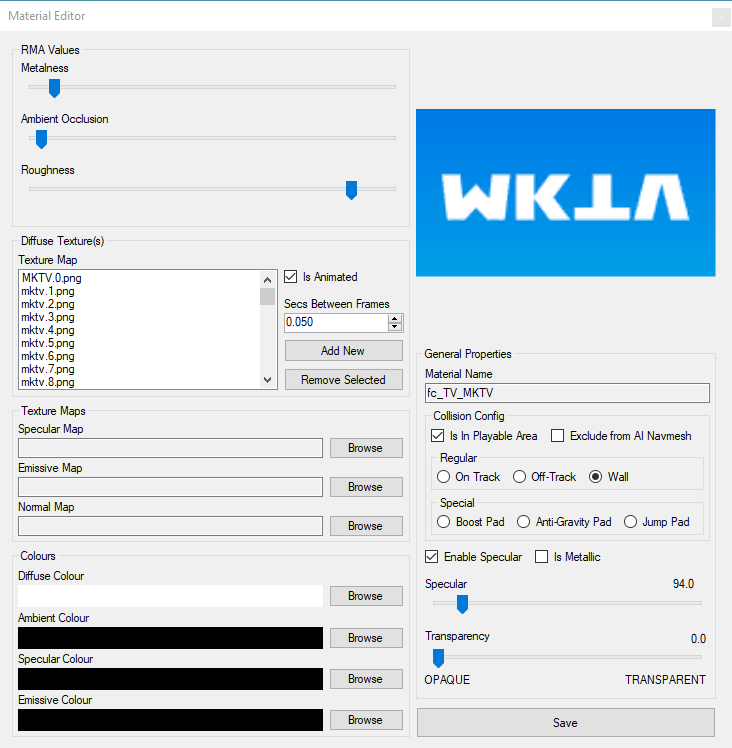 Material Editor
x
RMA Values
Metalness
Ambient Occlusion
Roughness
MKTV
Diffuse Texture(s)
Texture Map
MKTV.0.png
mktv.1.png
mktv.2.png
mktv.3.png
mktv.4.png
mktv.5.png
mktv.6.png
mktv.7.png
mktv.8.png
Is Animated
Secs Between Frames
0.050
Add New
Remove Selected
Texture Maps
Specular Map
Browse
Emissive Map
Browse
Normal Map
Browse
Colours
Diffuse Colour
Browse
Ambient Colour
Browse
Specular Colour
Browse
Emissive Colour
Browse
General Properties
Material Name
fc_TV_MKTV
Collision Config
Is In Playable Area Exclude from AI Navmesh
Regular
On Track Off-Track Wall
Special
Boost Pad Anti-Gravity Pad Jump Pad
Enable Specular Is Metallic
Specular 94.0
Transparency 0.0
OPAQUE TRANSPARENT
Save